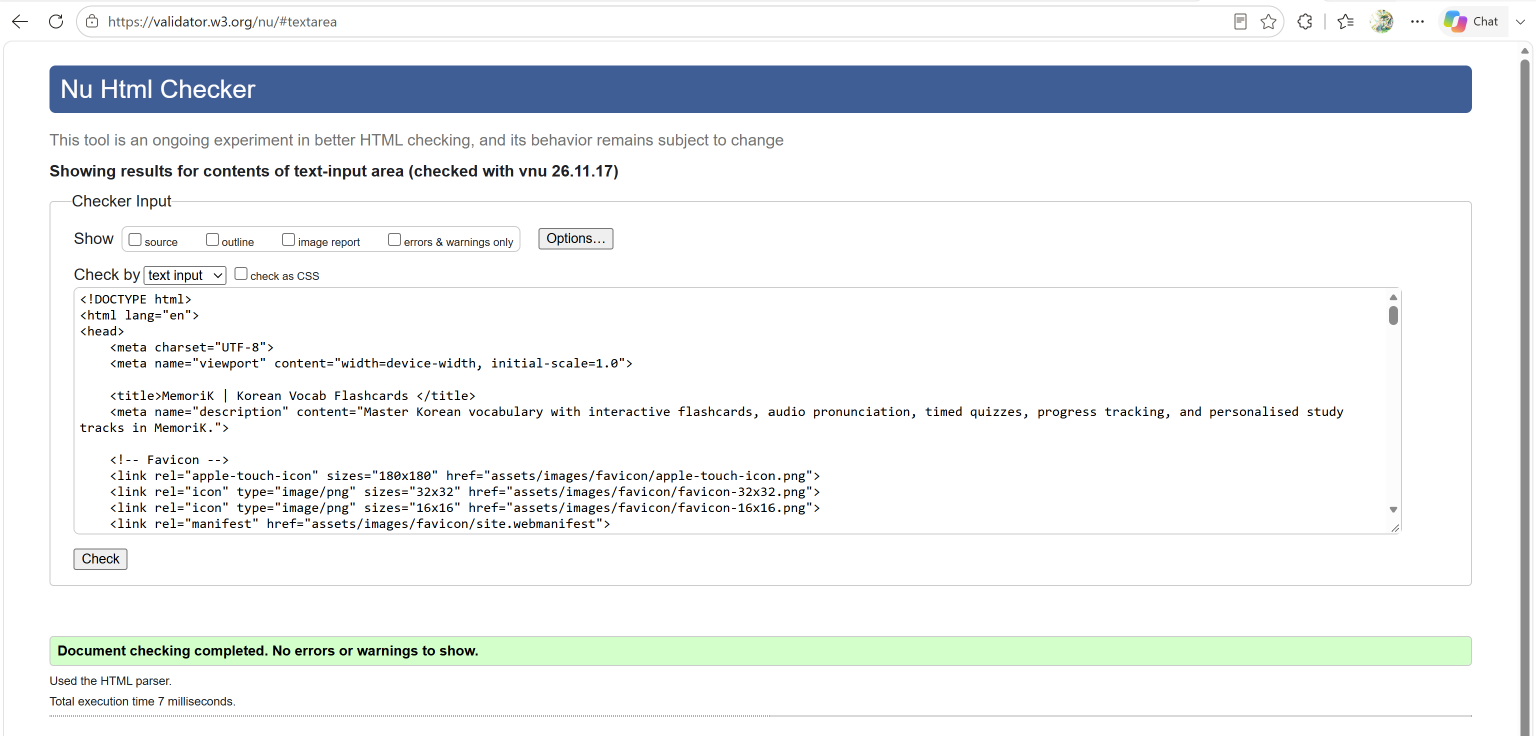 https://validator.w3.org/nu/#textarea
Chat
Nu Html Checker
This tool is an ongoing experiment in better HTML checking, and its behavior remains subject to change
Showing results for contents of text-input area (checked with vnu 26.11.17)
Checker Input
Show source outline image report errors & warnings only Options...
Check by text input check as CSS
<!DOCTYPE html>
<html lang="en">
<head>
    <meta charset="UTF-8">
    <meta name="viewport" content="width=device-width, initial-scale=1.0">
    <title>MemoriK | Korean Vocab Flashcards </title>
    <meta name="description" content="Master Korean vocabulary with interactive flashcards, audio pronunciation, timed quizzes, progress tracking, and personalised study
tracks in MemoriK.">
    <!-- Favicon -->
    <link rel="apple-touch-icon" sizes="180x180" href="assets/images/favicon/apple-touch-icon.png">
    <link rel="icon" type="image/png" sizes="32x32" href="assets/images/favicon/favicon-32x32.png">
    <link rel="icon" type="image/png" sizes="16x16" href="assets/images/favicon/favicon-16x16.png">
    <link rel="manifest" href="assets/images/favicon/site.webmanifest">
Check
Document checking completed. No errors or warnings to show.
Used the HTML parser.
Total execution time 7 milliseconds.